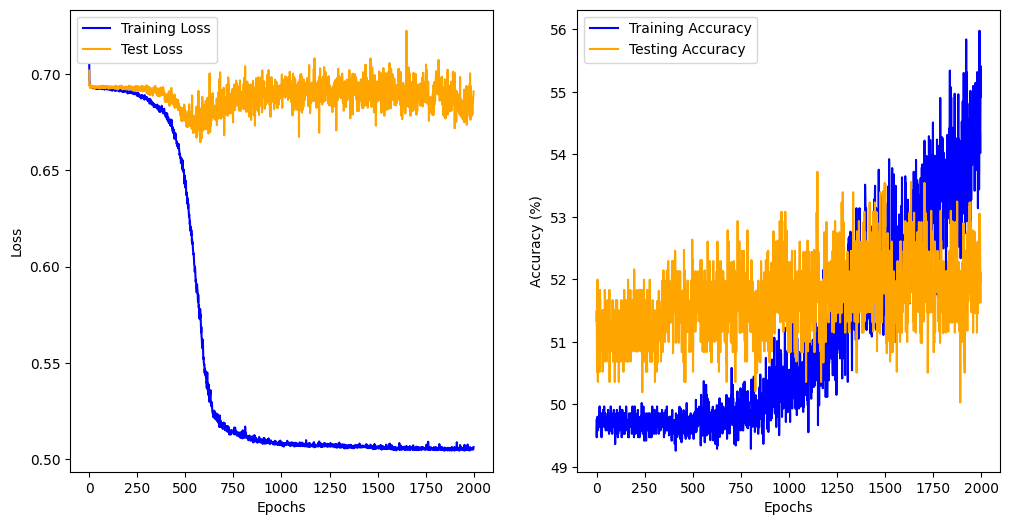 Training Loss
Test Loss
0.70
0.65
0.60
0.55
0.50
Loss
0 250 500 750 1000 1250 1500 1750 2000
Epochs
Training Accuracy
Testing Accuracy
56
55
54
53
52
51
50
49
Accuracy (%)
0 250 500 750 1000 1250 1500 1750 2000
Epochs